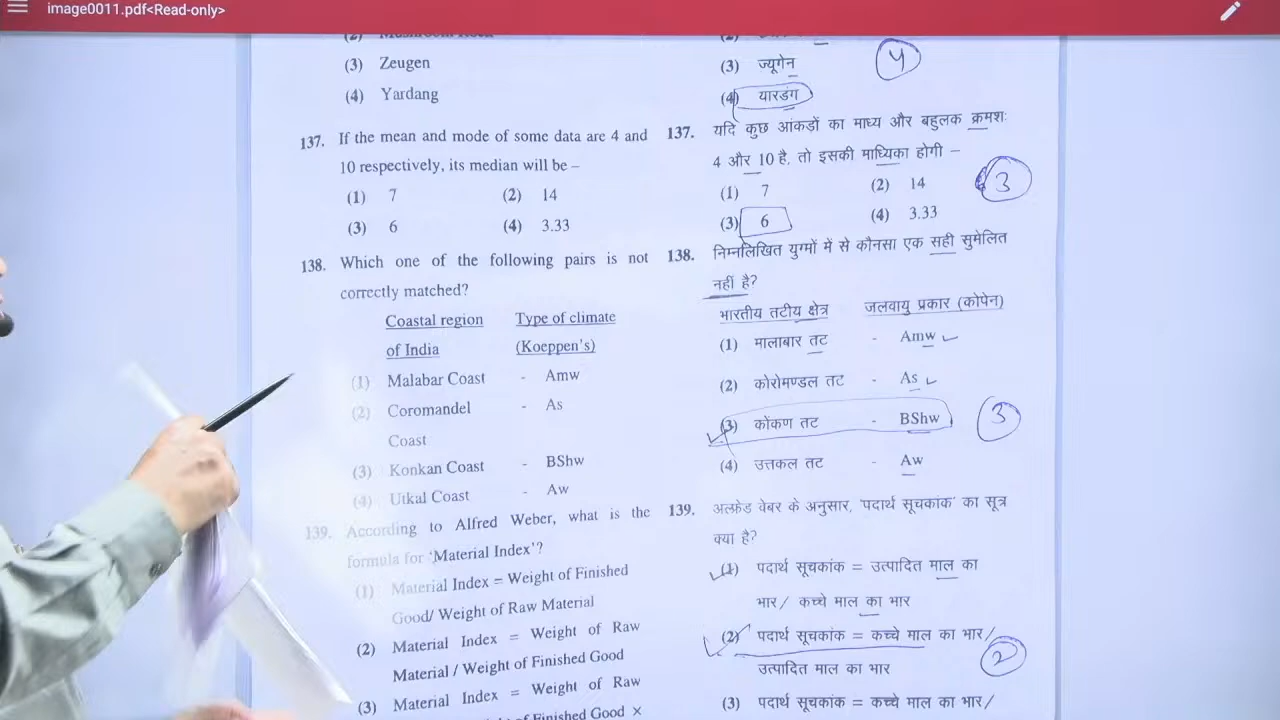 image0011.pdf<Read-only>
(2) Mushroom Rock
(3) Zeugen
(4) Yardang
137. If the mean and mode of some data are 4 and
10 respectively, its median will be –
(1) 7 (2) 14
(3) 6 (4) 3.33
138. Which one of the following pairs is not
correctly matched?
Coastal region Type of climate
of India (Koeppen's)
(1) Malabar Coast - Amw
(2) Coromandel - As
Coast
(3) Konkan Coast - BShw
(4) Utkal Coast - Aw
139. According to Alfred Weber, what is the
formula for 'Material Index'?
(1) Material Index = Weight of Finished
Good/ Weight of Raw Material
(2) Material Index = Weight of Raw
Material / Weight of Finished Good
(3) Material Index = Weight of Raw
of Finished Good ×
(2)
(3) ज्यूगेन
(4) यारडंग
4
137. यदि कुछ आंकड़ों का माध्य और बहुलक क्रमशः
4 और 10 है, तो इसकी माध्यिका होगी –
(1) 7 (2) 14
(3) 6 (4) 3.33
3
138. निम्नलिखित युग्मों में से कौनसा एक सही सुमेलित
नहीं है?
भारतीय तटीय क्षेत्र जलवायु प्रकार (कोपेन)
(1) मालाबार तट - Amw
(2) कोरोमण्डल तट - As
(3) कोंकण तट - BShw
3
(4) उत्तकल तट - Aw
139. अल्फ्रेड वेबर के अनुसार, 'पदार्थ सूचकांक' का सूत्र
क्या है?
(1) पदार्थ सूचकांक = उत्पादित माल का
भार/ कच्चे माल का भार
(2) पदार्थ सूचकांक = कच्चे माल का भार/
उत्पादित माल का भार
2
(3) पदार्थ सूचकांक = कच्चे माल का भार/